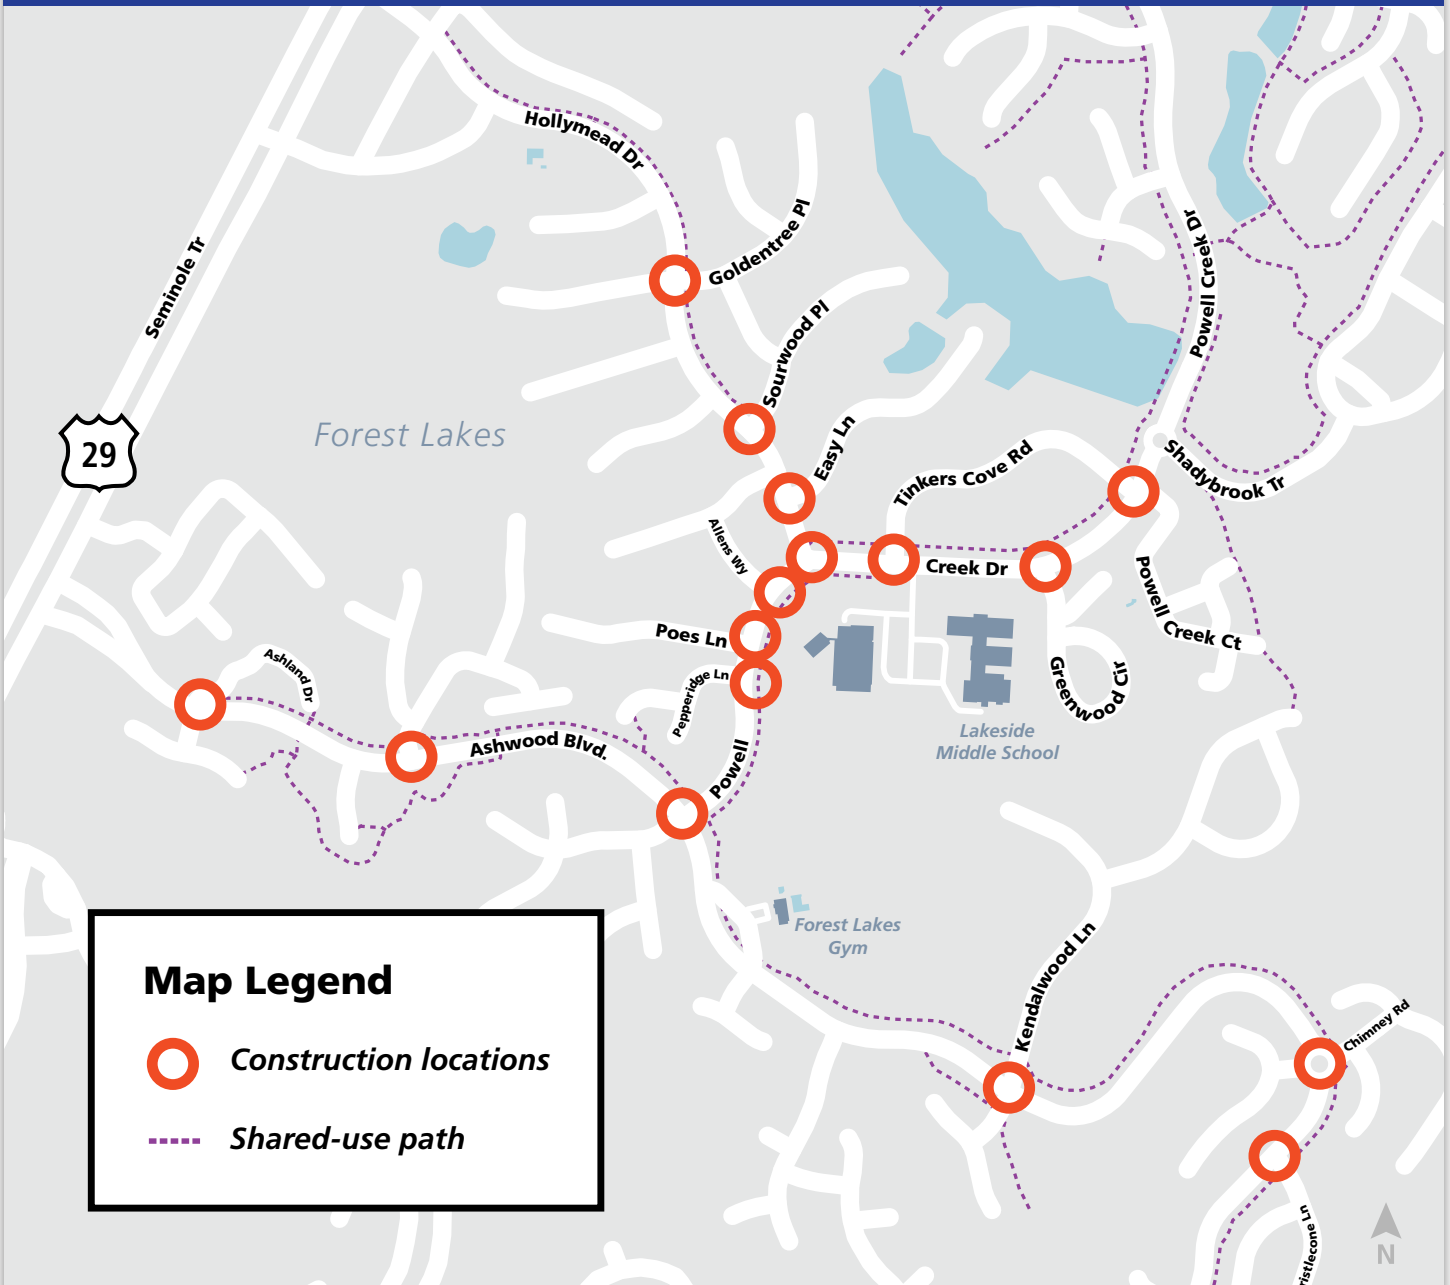 Hollymead Dr
Powell Creek Dr
Goldentree Pl
Seminole Tr
Sourwood Pl
29
Forest Lakes
Easy Ln
Tinkers Cove Rd
Shadybrook Tr
Allens Wy
Creek Dr
Powell
Creek Ct
Poes Ln
Ashland Dr
Pepperidge Ln
Greenwood Cir
Lakeside
Middle School
Ashwood Blvd.
Powell
Forest Lakes
Gym
Kendalwood Ln
Map Legend
Construction locations
Shared-use path
Chimney Rd
N